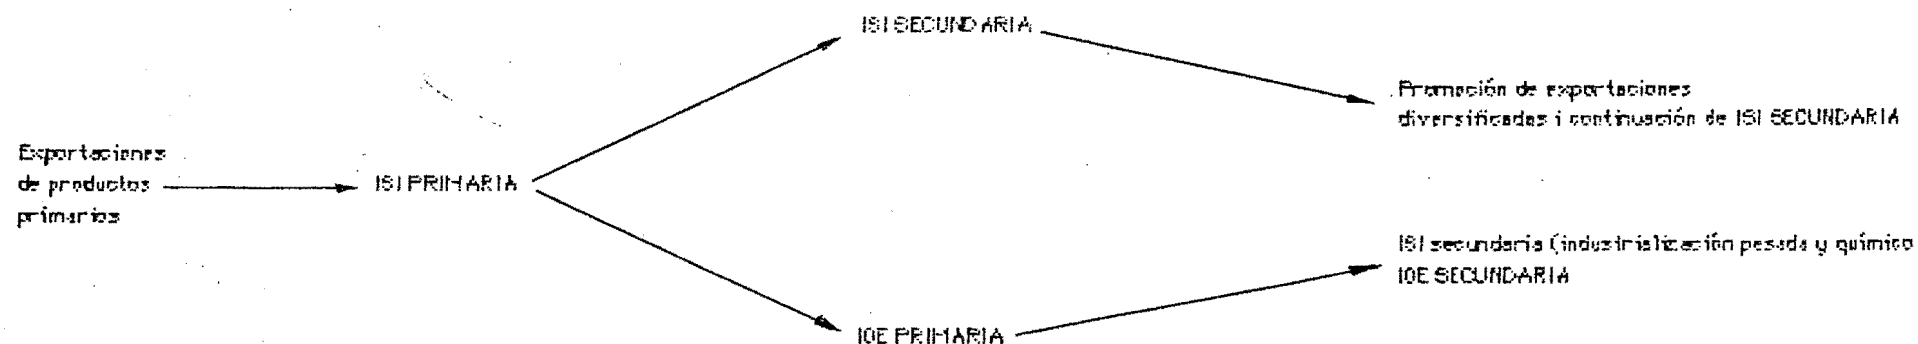 ISI SECUNDARIA
Promoción de exportaciones
diversificadas i continuación de ISI SECUNDARIA
Exportaciones
de productos
primarios
ISI PRIMARIA
ISI secundaria (industrialización pesada y químico
IOE SECUNDARIA
IOE PRIMARIA